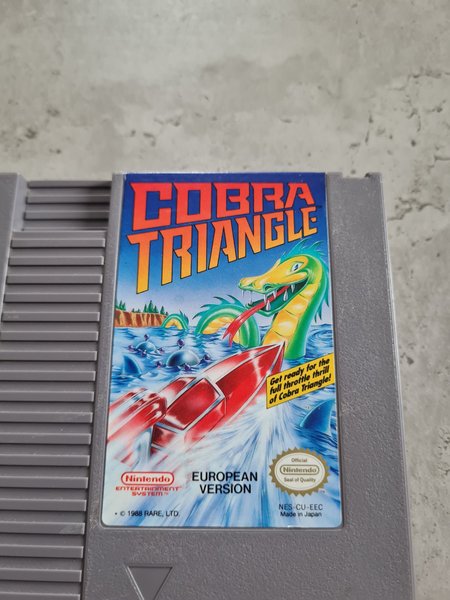 COBRA
TRIANGLE
Get ready for the
full throttle thrill
of Cobra Triangle!
Nintendo
ENTERTAINMENT
SYSTEM™
EUROPEAN
VERSION
Official
Nintendo
Seal of Quality
• © 1988 RARE, LTD.
NES-CU-EEC
Made in Japan